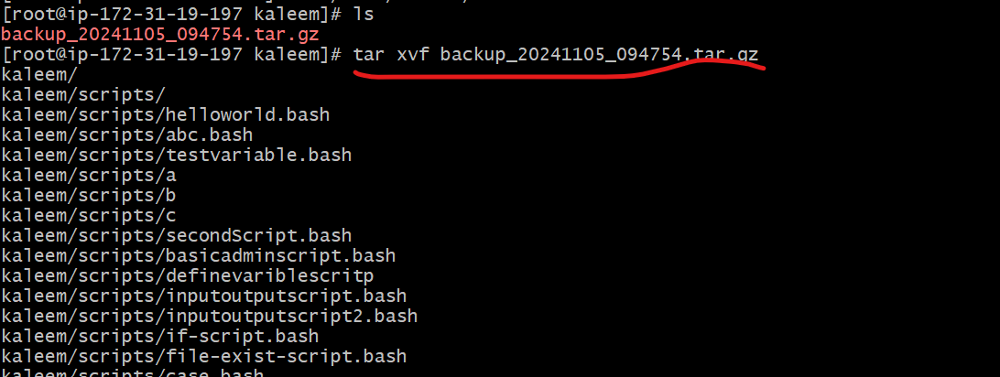 [root@ip-172-31-19-197 kaleem]# ls
backup_20241105_094754.tar.gz
[root@ip-172-31-19-197 kaleem]# tar xvf backup_20241105_094754.tar.gz
kaleem/
kaleem/scripts/
kaleem/scripts/helloworld.bash
kaleem/scripts/abc.bash
kaleem/scripts/testvariable.bash
kaleem/scripts/a
kaleem/scripts/b
kaleem/scripts/c
kaleem/scripts/secondScript.bash
kaleem/scripts/basicadminscript.bash
kaleem/scripts/definevariblescritp
kaleem/scripts/inputoutputscript.bash
kaleem/scripts/inputoutputscript2.bash
kaleem/scripts/if-script.bash
kaleem/scripts/file-exist-script.bash
kaleem/scripts/case.bash